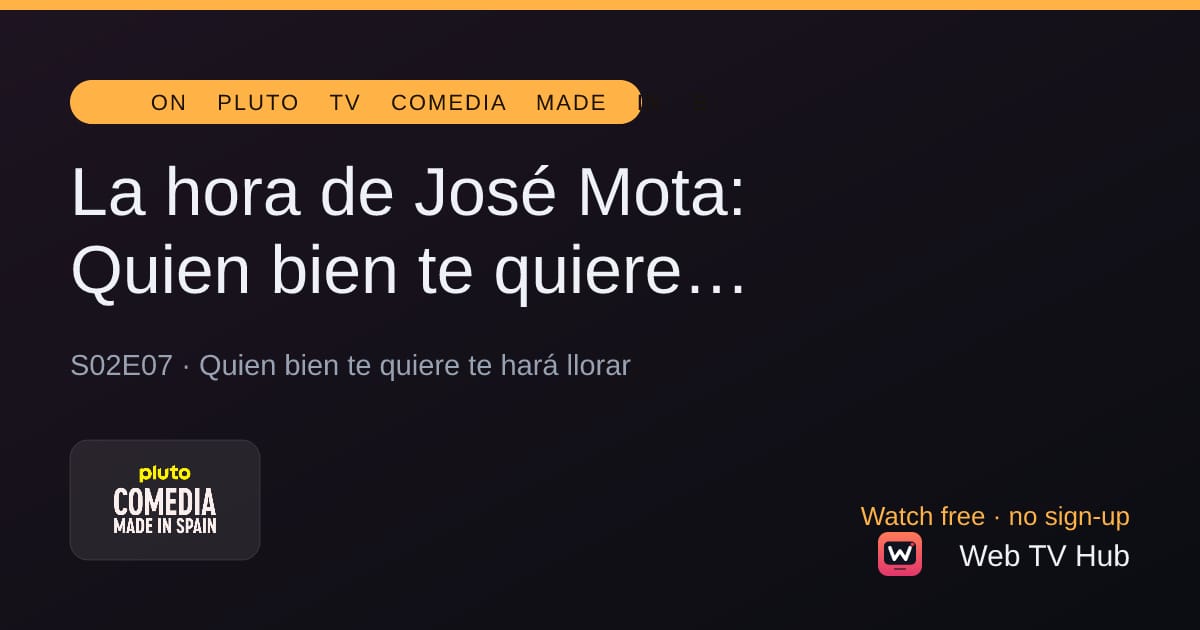 ON PLUTO TV COMEDIA MADE
La hora de José Mota:
Quien bien te quiere…
S02E07 · Quien bien te quiere te hará llorar
pluto
COMEDIA
MADE IN SPAIN
Watch free · no sign-up
W
Web TV Hub